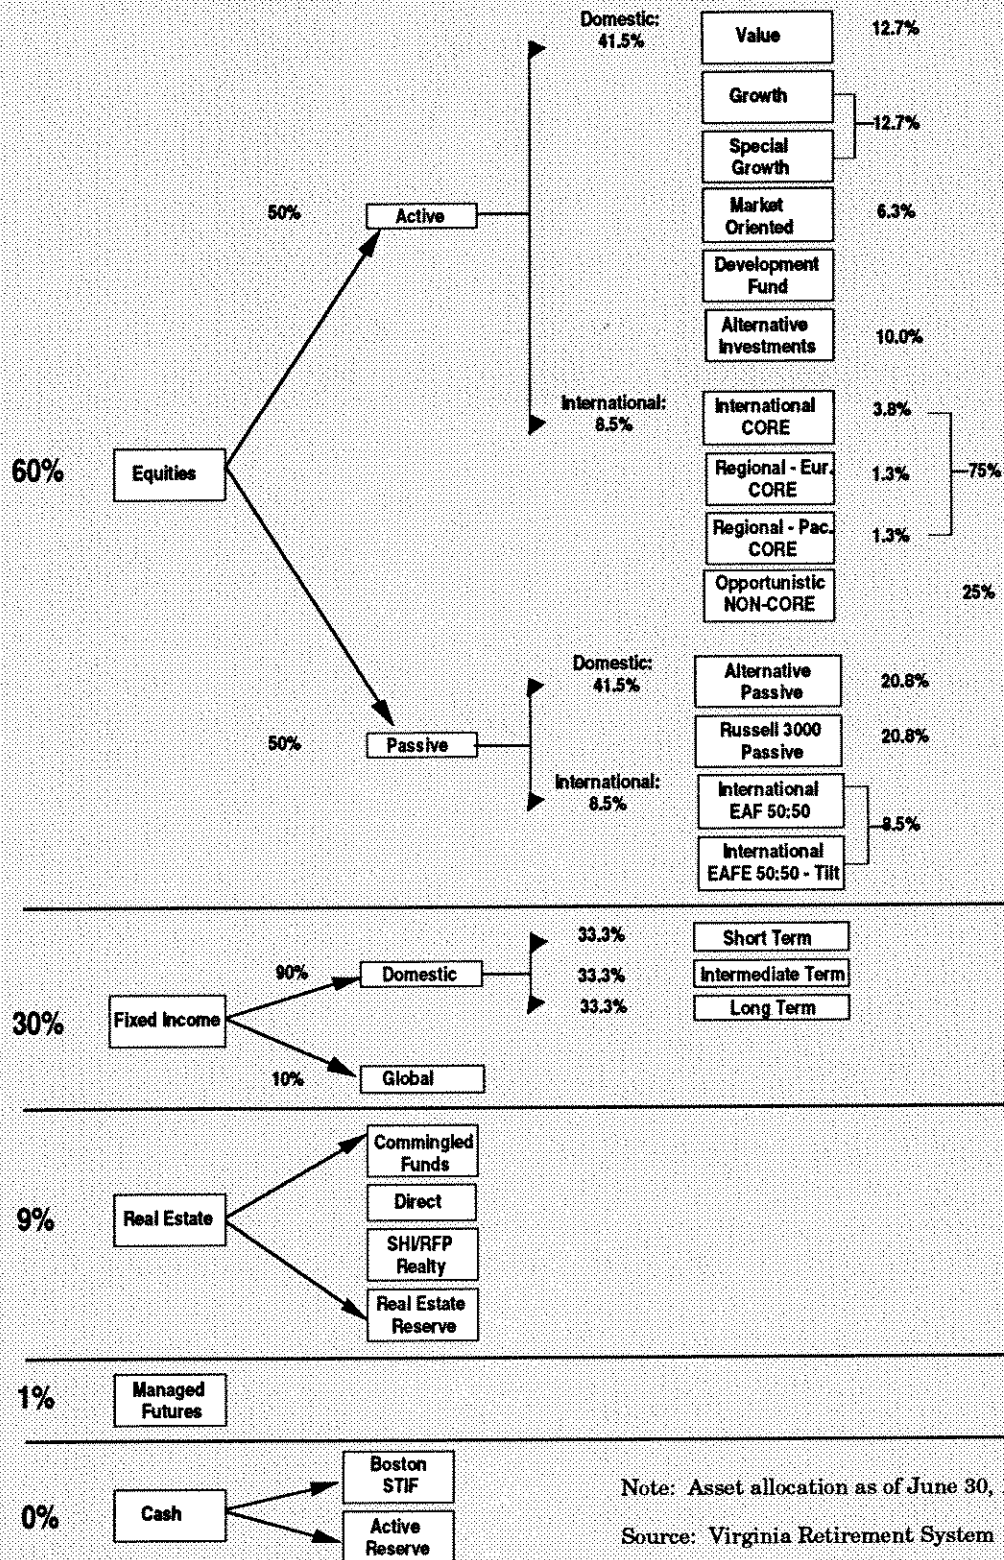 Domestic:
41.5%
Value
12.7%
Growth
12.7%
Special
Growth
50%
Active
Market
Oriented
6.3%
Development
Fund
Alternative
Investments
10.0%
International:
8.5%
International
CORE
3.8%
60%
Equities
Regional - Eur.
CORE
1.3%
75%
Regional - Pac.
CORE
1.3%
Opportunistic
NON-CORE
25%
Domestic:
41.5%
Alternative
Passive
20.8%
50%
Passive
Russell 3000
Passive
20.8%
International:
8.5%
International
EAF 50:50
8.5%
International
EAFE 50:50 - Tilt
33.3%
Short Term
90%
Domestic
33.3%
Intermediate Term
33.3%
Long Term
30%
Fixed Income
10%
Global
Commingled
Funds
Direct
9%
Real Estate
SHI/RFP
Realty
Real Estate
Reserve
1%
Managed
Futures
Boston
STIF
0%
Cash
Active
Reserve
Note: Asset allocation as of June 30,
Source: Virginia Retirement System